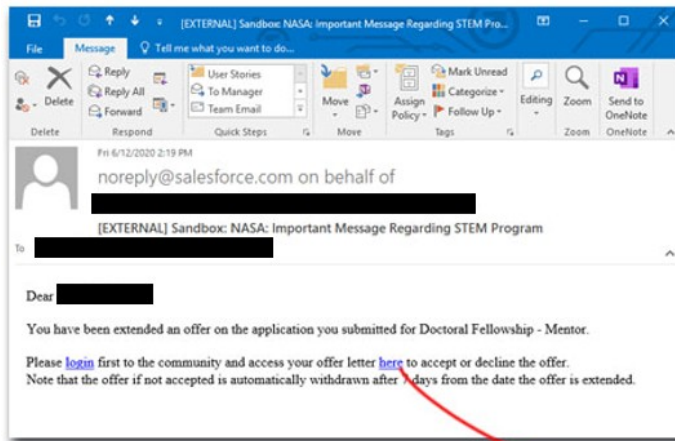 [EXTERNAL] Sandbox: NASA: Important Message Regarding STEM Pro...
File Message Tell me what you want to do...
Delete
Reply
Reply All
Forward
User Stories
To Manager
Team Email
Move
Assign Policy
Mark Unread
Categorize
Follow Up
Editing
Zoom
Send to OneNote
Delete Respond Quick Steps Move Tags Zoom OneNote
Fri 6/12/2020 2:19 PM
noreply@salesforce.com on behalf of
[EXTERNAL] Sandbox: NASA: Important Message Regarding STEM Program
To
Dear
You have been extended an offer on the application you submitted for Doctoral Fellowship - Mentor.
Please login first to the community and access your offer letter here to accept or decline the offer.
Note that the offer if not accepted is automatically withdrawn after 7 days from the date the offer is extended.